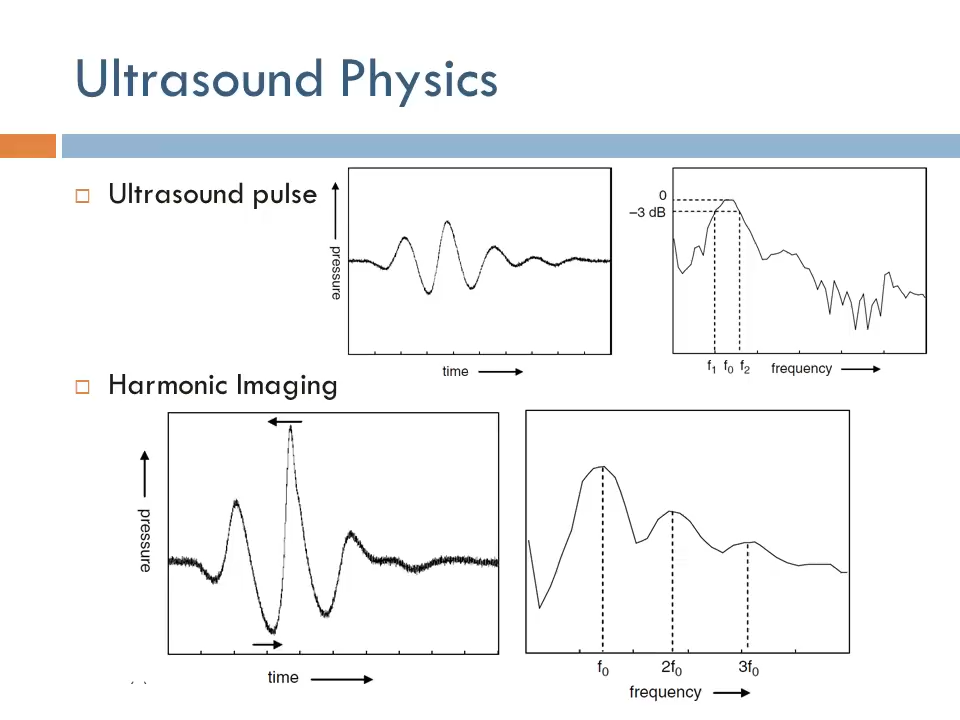 Ultrasound Physics
Ultrasound pulse
pressure
time
0
–3 dB
f1 f0 f2 frequency
Harmonic Imaging
pressure
time
f0 2f0 3f0
frequency